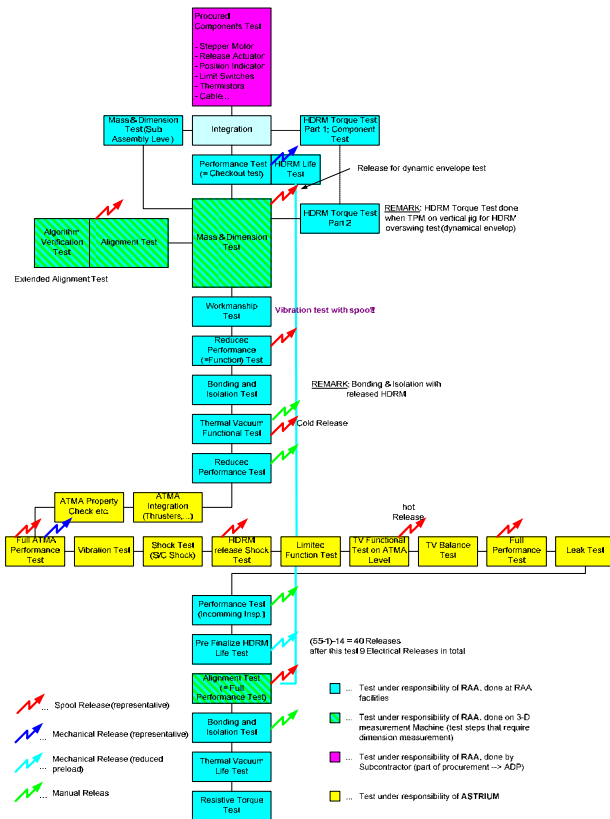 Procured
Components Test
- Stepper Motor
- Release Actuator
- Position Indicator
- Limit Switches
- Thermistors
- Cable...
Mass & Dimension
Test (Sub
Assembly Leve)
Integration
HDRM Torque Test
Part 1; Component
Test
Performance Test
(= Checkout test)
HDRM Life
Test
Release for dynamic envelope test
Algorithm
Verification
Test
Alignment Test
Extended Alignment Test
Mass & Dimension
Test
HDRM Torque Test
Part 2
REMARK: HDRM Torque Test done
when TPM on vertical jig for HDRM
overswing test (dynamical envelop)
Workmanship
Test
Vibration test with spool!!
Reducec
Performance
(=Function) Test
Bonding and
Isolation Test
REMARK: Bonding & Isolation with
released HDRM
Thermal Vacuum
Functional Test
Cold Release
Reducec
Performance Test
ATMA Property
Check etc.
ATMA
Integration
(Thrusters,...)
hot
Release
Full ATMA
Performance
Test
Vibration Test
Shock Test
(S/C Shock)
HDRM
release Shock
Test
Limitec
Function Test
TV Functional
Test on ATMA
Level
TV Balance
Test
Full
Performance
Test
Leak Test
Performance Test
(Incomming Insp.)
Pre Finalize HDRM
Life Test
(55-1)-14 = 40 Releases
after this test 9 Electrical Releases in total
Alignment Test
(= Full
Performance Test)
Bonding and
Isolation Test
Thermal Vacuum
Life Test
Resistive Torque
Test
... Spool Release (representative)
... Mechanical Release (representative)
... Mechanical Release (reduced
preload)
... Manual Releas
... Test under responsibility of RAA, done at RAA
facilities
... Test under responsibility of RAA, done on 3-D
measurement Machine (test steps that require
dimension measurement)
... Test under responsibility of RAA, done by
Subcontractor (part of procurement --> ADP)
... Test under responsibility of ASTRIUM